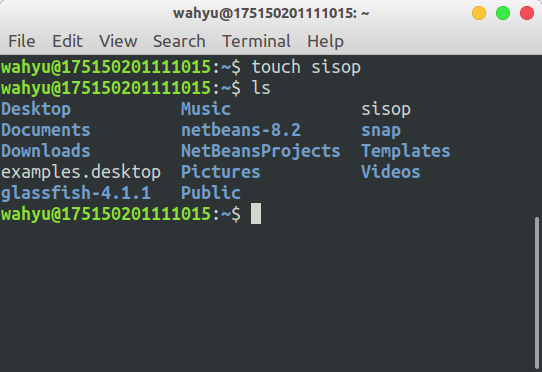 wahyu@175150201111015: ~
File Edit View Search Terminal Help
wahyu@175150201111015:~$ touch sisop
wahyu@175150201111015:~$ ls
Desktop Music sisop
Documents netbeans-8.2 snap
Downloads NetBeansProjects Templates
examples.desktop Pictures Videos
glassfish-4.1.1 Public
wahyu@175150201111015:~$